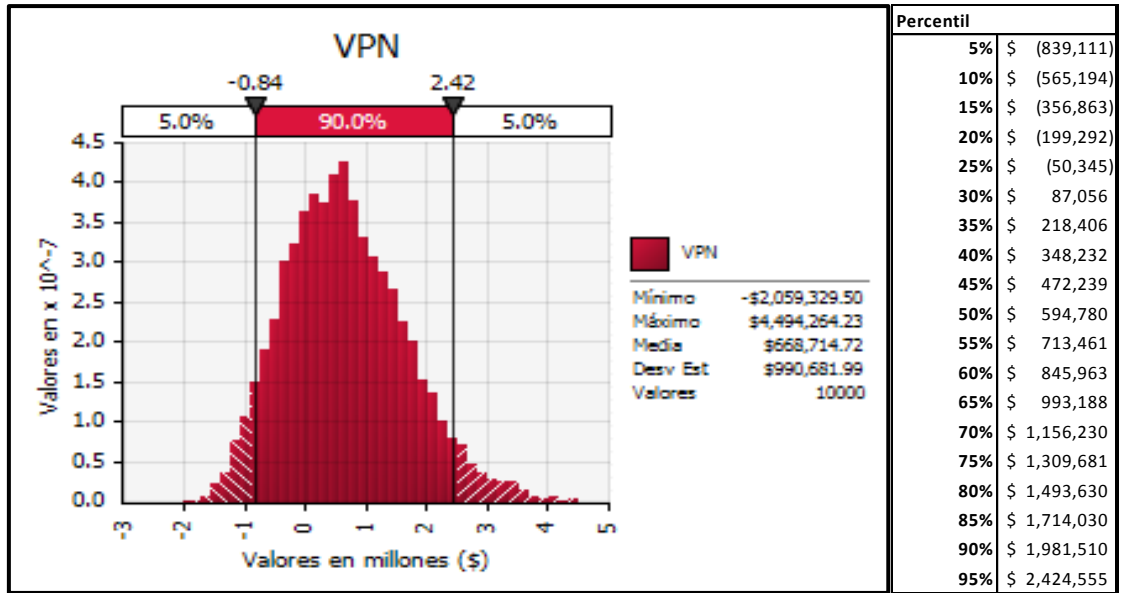 VPN
-0.84 2.42
5.0% 90.0% 5.0%
4.5
4.0
3.5
3.0
2.5
2.0
1.5
1.0
0.5
0.0
Valores en x 10^-7
-3 -2 -1 0 1 2 3 4 5
Valores en millones ($)
VPN
Mínimo -$2,059,329.50
Máximo $4,494,264.23
Media $668,714.72
Desv Est $990,681.99
Valores 10000
Percentil
5% $ (839,111)
10% $ (565,194)
15% $ (356,863)
20% $ (199,292)
25% $ (50,345)
30% $ 87,056
35% $ 218,406
40% $ 348,232
45% $ 472,239
50% $ 594,780
55% $ 713,461
60% $ 845,963
65% $ 993,188
70% $ 1,156,230
75% $ 1,309,681
80% $ 1,493,630
85% $ 1,714,030
90% $ 1,981,510
95% $ 2,424,555